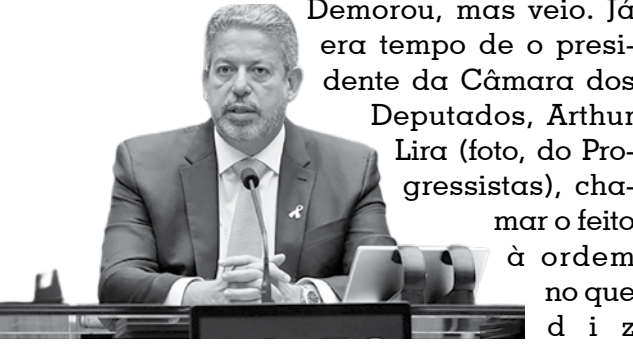 Demorou, mas veio. Já
era tempo de o presi-
dente da Câmara dos
Deputados, Arthur
Lira (foto, do Pro-
gressistas), cha-
mar o feito
à ordem
no que
diz